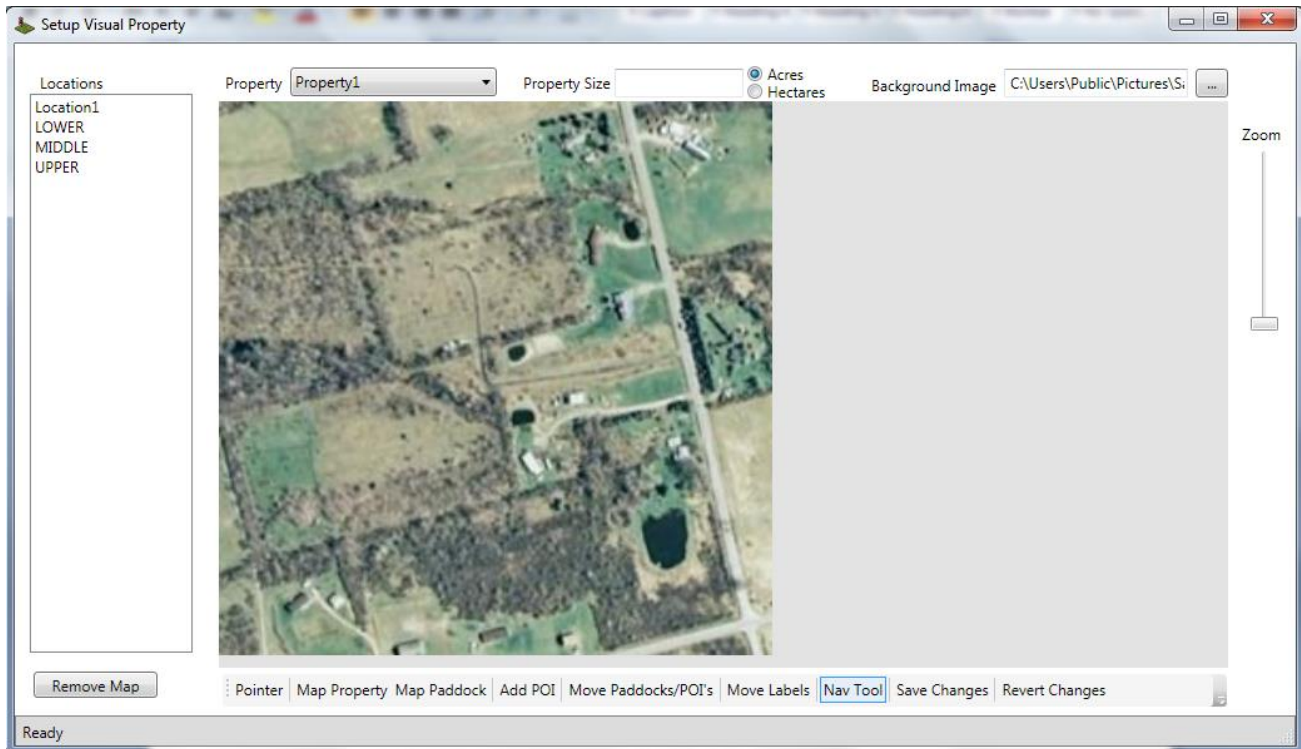 Setup Visual Property
Locations
Property Property1 Property Size Acres
Hectares
Background Image C:\Users\Public\Pictures\Sa ...
Location1
LOWER
MIDDLE
UPPER
Zoom
Remove Map
Pointer Map Property Map Paddock Add POI Move Paddocks/POI's Move Labels Nav Tool Save Changes Revert Changes
Ready